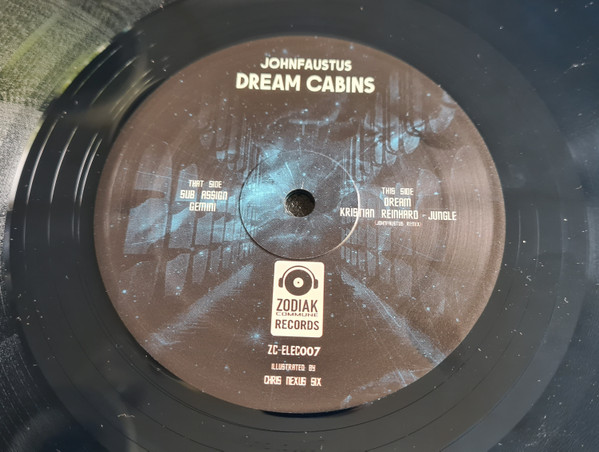 JOHNFAUSTUS
DREAM CABINS
THAT SIDE
SUB ASSIGN
GEMINI
THIS SIDE
DREAM
KRISTIAN REINHARD - JUNGLE
(JOHNFAUSTUS REMIX)
ZODIAK
COMMUNE
RECORDS
ZC-ELEC007
ILLUSTRATED BY
CHRIS NEXUS SIX